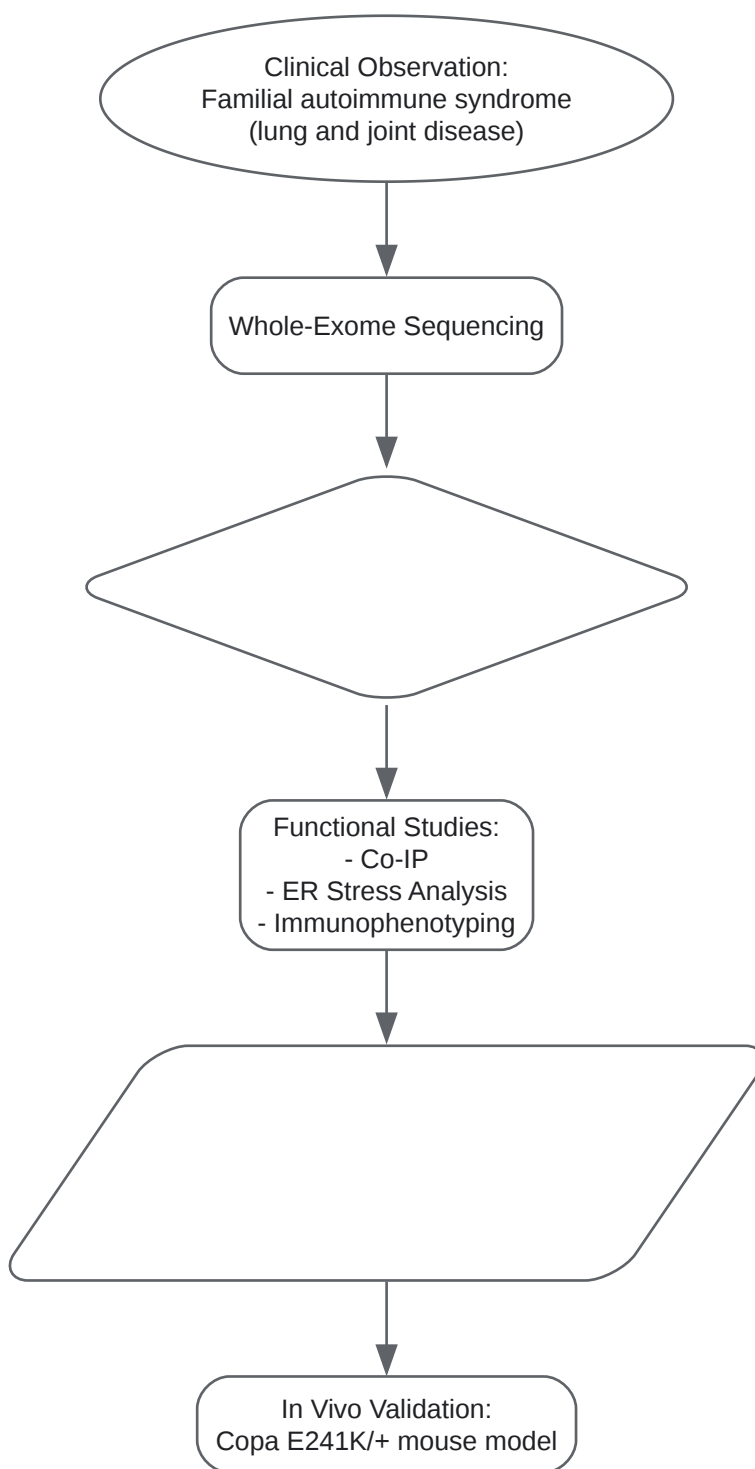 Clinical Observation:
Familial autoimmune syndrome
(lung and joint disease)
Whole-Exome Sequencing
Functional Studies:
- Co-IP
- ER Stress Analysis
- Immunophenotyping
In Vivo Validation:
Copa E241K/+ mouse model